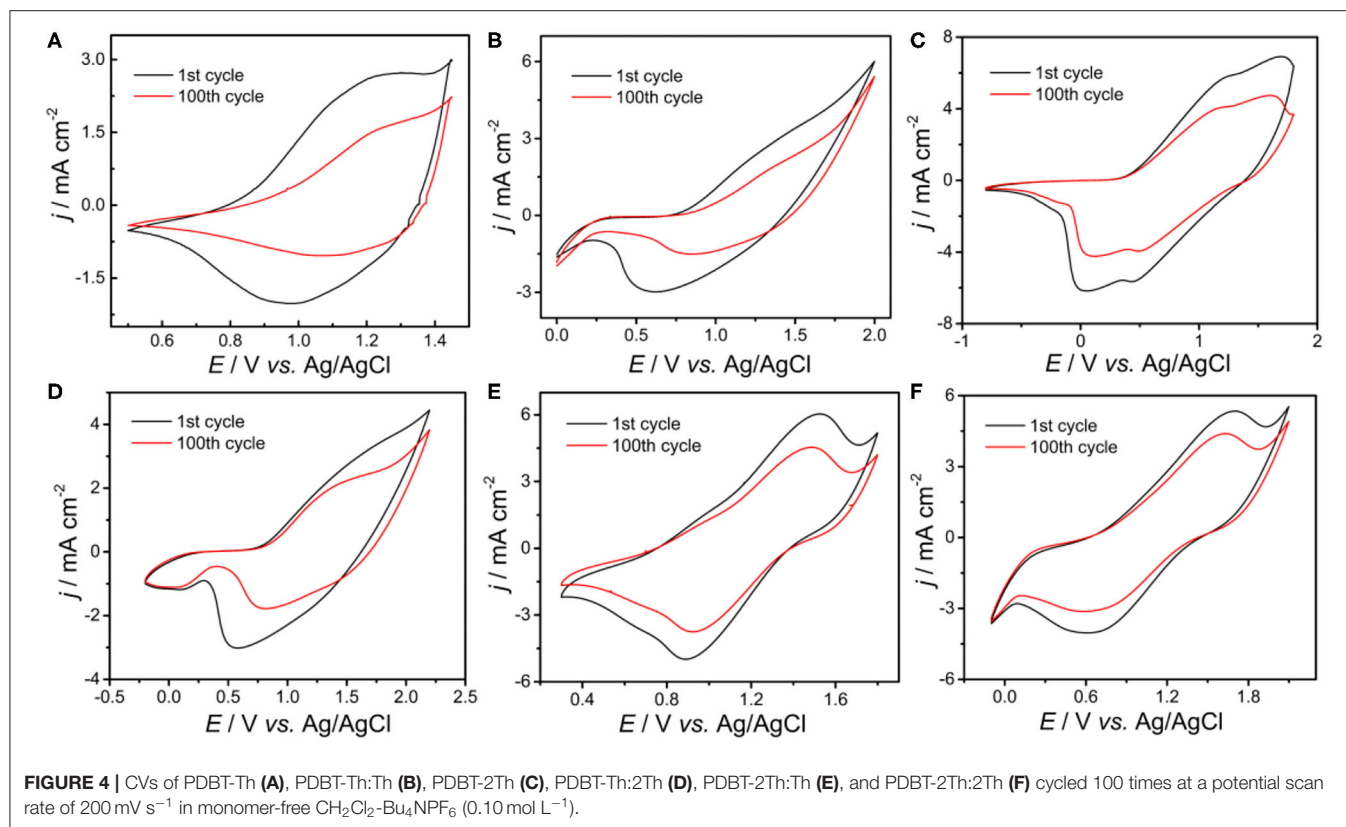 A
3.0
1.5
0.0
-1.5
j / mA cm⁻²
1st cycle
100th cycle
0.6 0.8 1.0 1.2 1.4
E / V vs. Ag/AgCl
B
6
3
0
-3
j / mA cm⁻²
1st cycle
100th cycle
0.0 0.5 1.0 1.5 2.0
E / V vs. Ag/AgCl
C
8
4
0
-4
-8
j / mA cm⁻²
1st cycle
100th cycle
-1 0 1 2
E / V vs. Ag/AgCl
D
4
2
0
-2
-4
j / mA cm⁻²
1st cycle
100th cycle
-0.5 0.0 0.5 1.0 1.5 2.0 2.5
E / V vs. Ag/AgCl
E
6
3
0
-3
-6
j / mA cm⁻²
1st cycle
100th cycle
0.4 0.8 1.2 1.6
E / V vs. Ag/AgCl
F
6
3
0
-3
-6
j / mA cm⁻²
1st cycle
100th cycle
0.0 0.6 1.2 1.8
E / V vs. Ag/AgCl
FIGURE 4 | CVs of PDBT-Th (A), PDBT-Th:Th (B), PDBT-2Th (C), PDBT-Th:2Th (D), PDBT-2Th:Th (E), and PDBT-2Th:2Th (F) cycled 100 times at a potential scan
rate of 200 mV s⁻¹ in monomer-free CH₂Cl₂-Bu₄NPF₆ (0.10 mol L⁻¹).